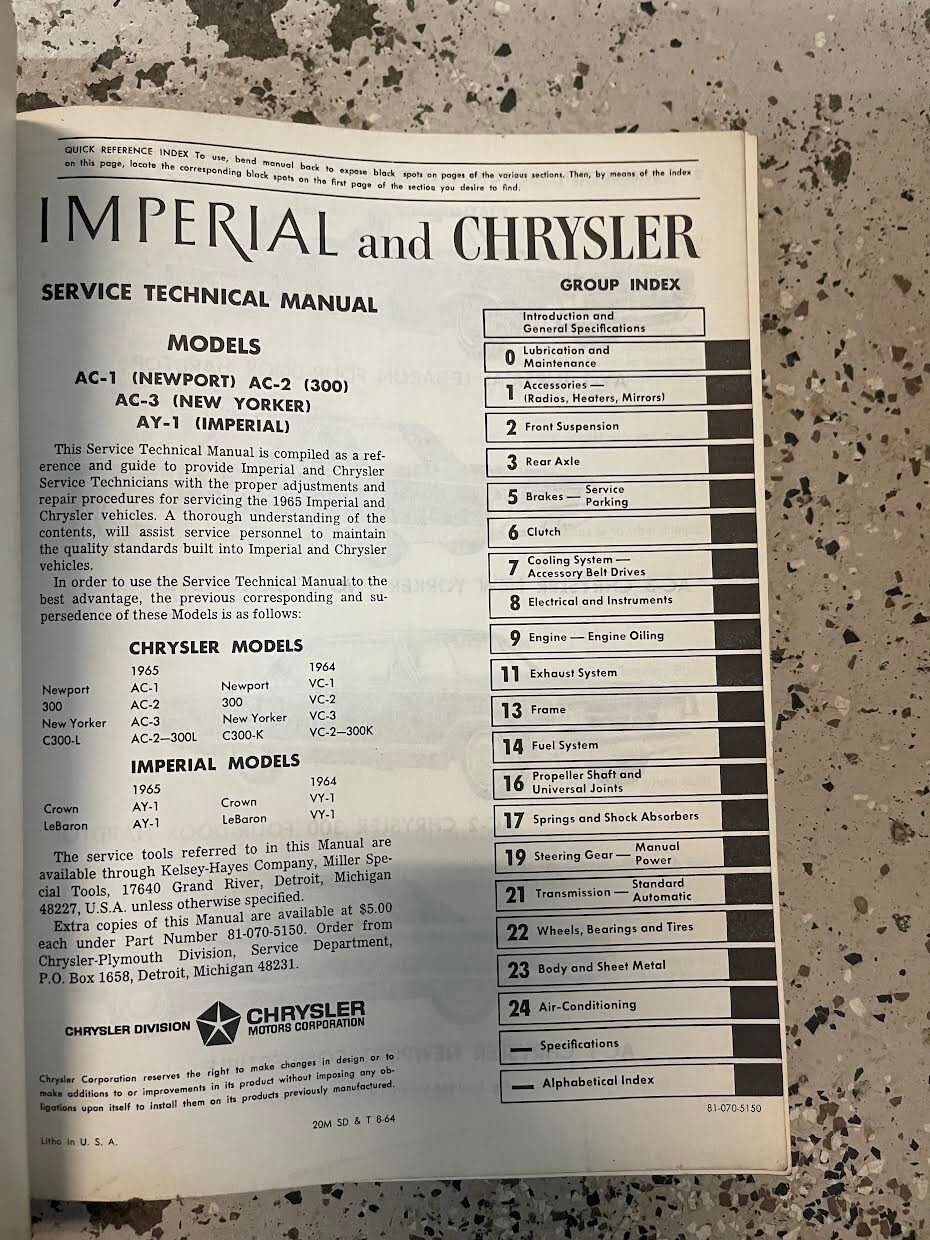 QUICK REFERENCE INDEX To use, bend manual back to expose black spots on pages of the various sections. Then, by means of the index
on this page, locate the corresponding black spots on the first page of the section you desire to find.
IMPERIAL and CHRYSLER
SERVICE TECHNICAL MANUAL
MODELS
AC-1 (NEWPORT) AC-2 (300)
AC-3 (NEW YORKER)
AY-1 (IMPERIAL)
This Service Technical Manual is compiled as a ref-
erence and guide to provide Imperial and Chrysler
Service Technicians with the proper adjustments and
repair procedures for servicing the 1965 Imperial and
Chrysler vehicles. A thorough understanding of the
contents, will assist service personnel to maintain
the quality standards built into Imperial and Chrysler
vehicles.
In order to use the Service Technical Manual to the
best advantage, the previous corresponding and su-
persedence of these Models is as follows:
CHRYSLER MODELS
1965 1964
Newport AC-1 Newport VC-1
300 AC-2 300 VC-2
New Yorker AC-3 New Yorker VC-3
C300-L AC-2—300L C300-K VC-2—300K
IMPERIAL MODELS
1965 1964
Crown AY-1 Crown VY-1
LeBaron AY-1 LeBaron VY-1
The service tools referred to in this Manual are
available through Kelsey-Hayes Company, Miller Spe-
cial Tools, 17640 Grand River, Detroit, Michigan
48227, U.S.A. unless otherwise specified.
Extra copies of this Manual are available at $5.00
each under Part Number 81-070-5150. Order from
Chrysler-Plymouth Division, Service Department,
P.O. Box 1658, Detroit, Michigan 48231.
CHRYSLER DIVISION CHRYSLER
MOTORS CORPORATION
Chrysler Corporation reserves the right to make changes in design or to
make additions to or improvements in its product without imposing any ob-
ligations upon itself to install them on its products previously manufactured.
20M SD & T 8-64
Litho in U. S. A.
GROUP INDEX
Introduction and
General Specifications
0 Lubrication and
Maintenance
1 Accessories —
(Radios, Heaters, Mirrors)
2 Front Suspension
3 Rear Axle
5 Brakes — Service
Parking
6 Clutch
7 Cooling System —
Accessory Belt Drives
8 Electrical and Instruments
9 Engine — Engine Oiling
11 Exhaust System
13 Frame
14 Fuel System
16 Propeller Shaft and
Universal Joints
17 Springs and Shock Absorbers
19 Steering Gear — Manual
Power
21 Transmission — Standard
Automatic
22 Wheels, Bearings and Tires
23 Body and Sheet Metal
24 Air-Conditioning
— Specifications
— Alphabetical Index
81-070-5150